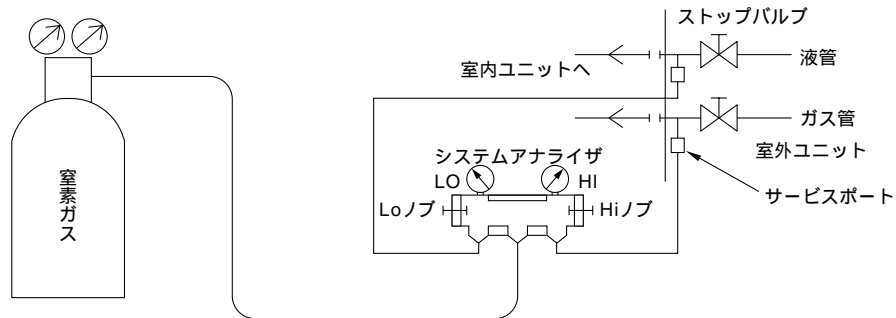 ストップバルブ
液管
室内ユニットへ
ガス管
室外ユニット
システムアナライザ
LO
HI
サービスポート
Loノブ
Hiノブ
窒素ガス